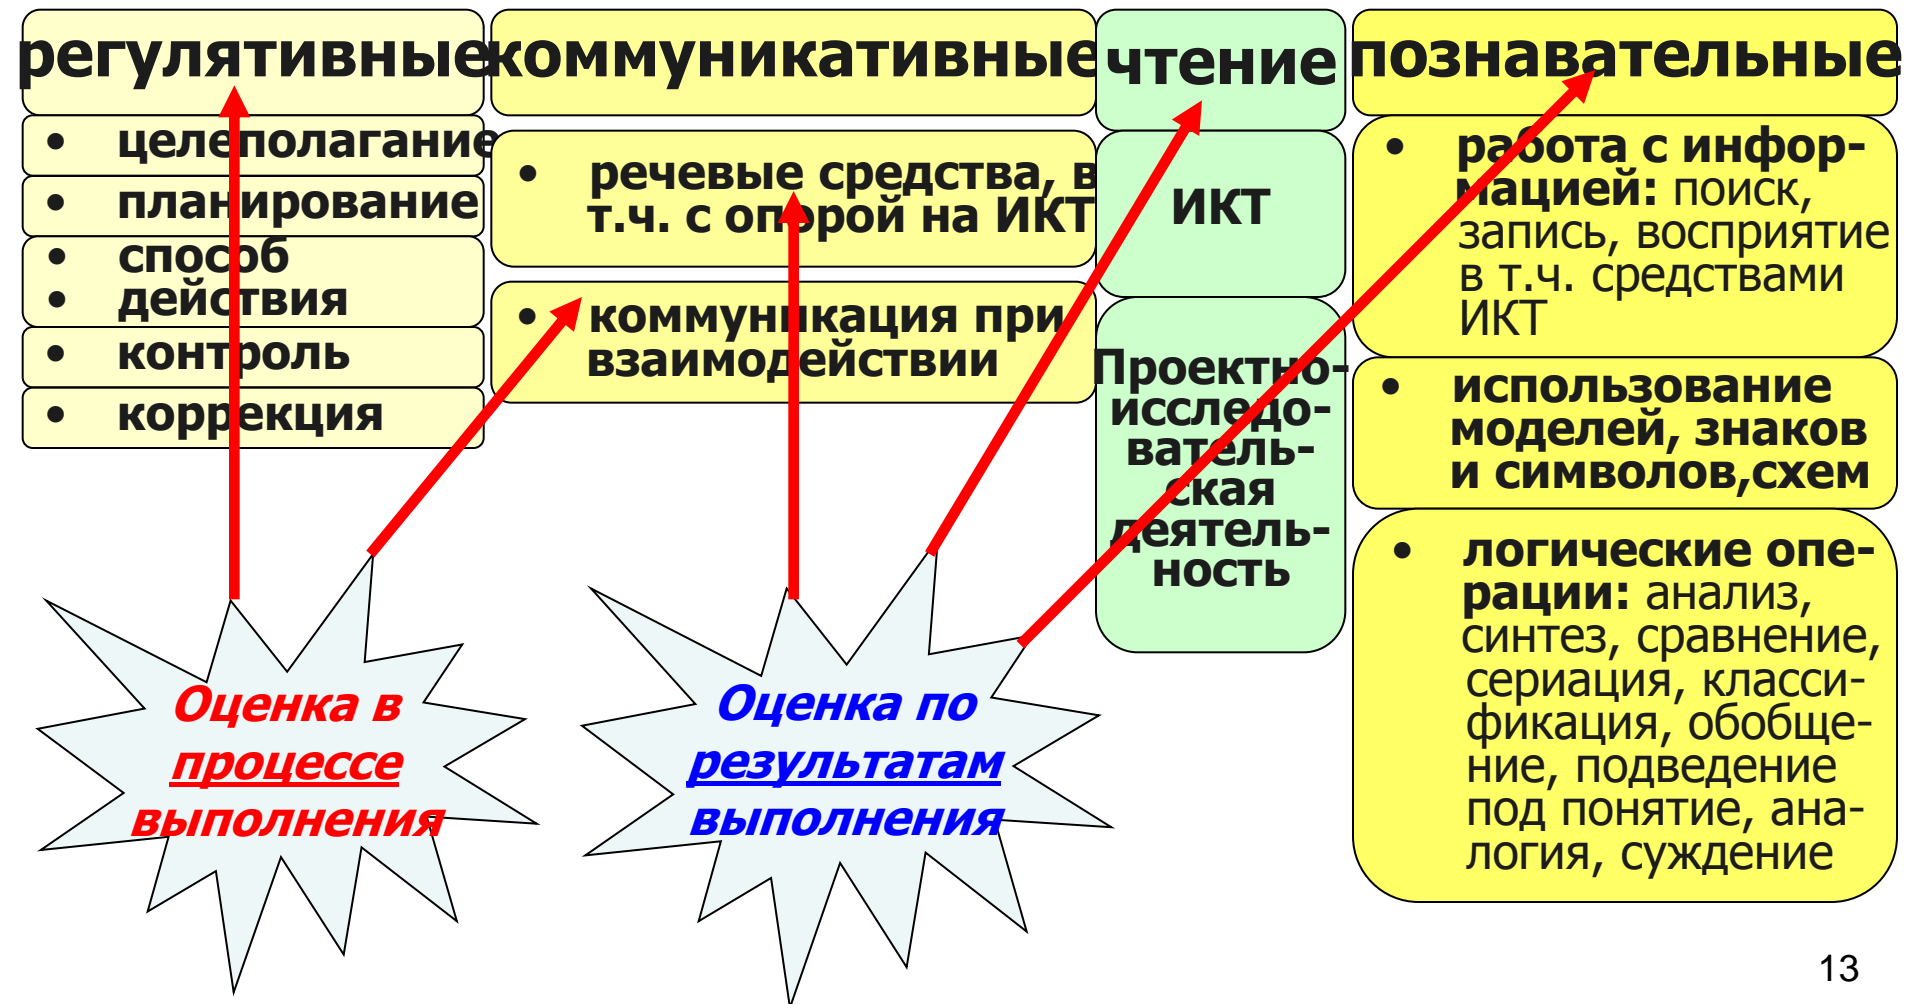 регулятивные
целеполагание
планирование
способ
действия
контроль
коррекция
коммуникативные
речевые средства, в
т.ч. с опорой на ИКТ
коммуникация при
взаимодействии
чтение
ИКТ
Проектно-
исследо-
ватель-
ская
деятель-
ность
познавательные
работа с инфор-
мацией: поиск,
запись, восприятие
в т.ч. средствами
ИКТ
использование
моделей, знаков
и символов,схем
логические опе-
рации: анализ,
синтез, сравнение,
сериация, класси-
фикация, обобще-
ние, подведение
под понятие, ана-
логия, суждение
Оценка в
процессе
выполнения
Оценка по
результатам
выполнения
13